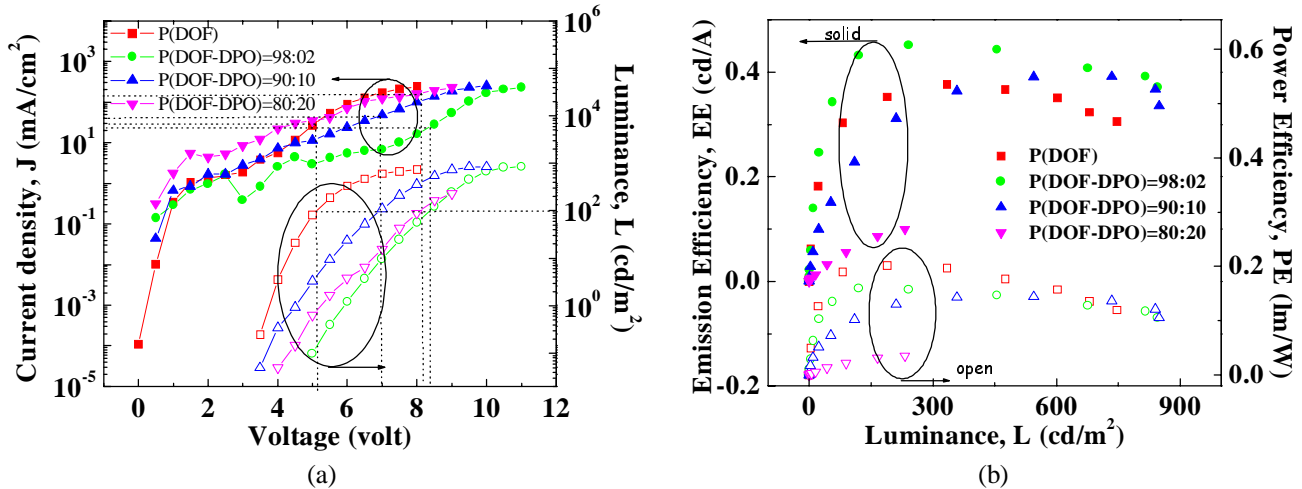 P(DOF)
P(DOF-DPO)=98:02
P(DOF-DPO)=90:10
P(DOF-DPO)=80:20
10^3
10^1
10^-1
10^-3
10^-5
Current density, J (mA/cm^2)
0 2 4 6 8 10 12
Voltage (volt)
10^6
10^4
10^2
10^0
Luminance, L (cd/m^2)
(a)
solid
P(DOF)
P(DOF-DPO)=98:02
P(DOF-DPO)=90:10
P(DOF-DPO)=80:20
open
0.4
0.2
0.0
-0.2
Emission Efficiency, EE (cd/A)
0 300 600 900
Luminance, L (cd/m^2)
0.6
0.4
0.2
0.0
Power Efficiency, PE (lm/W)
(b)